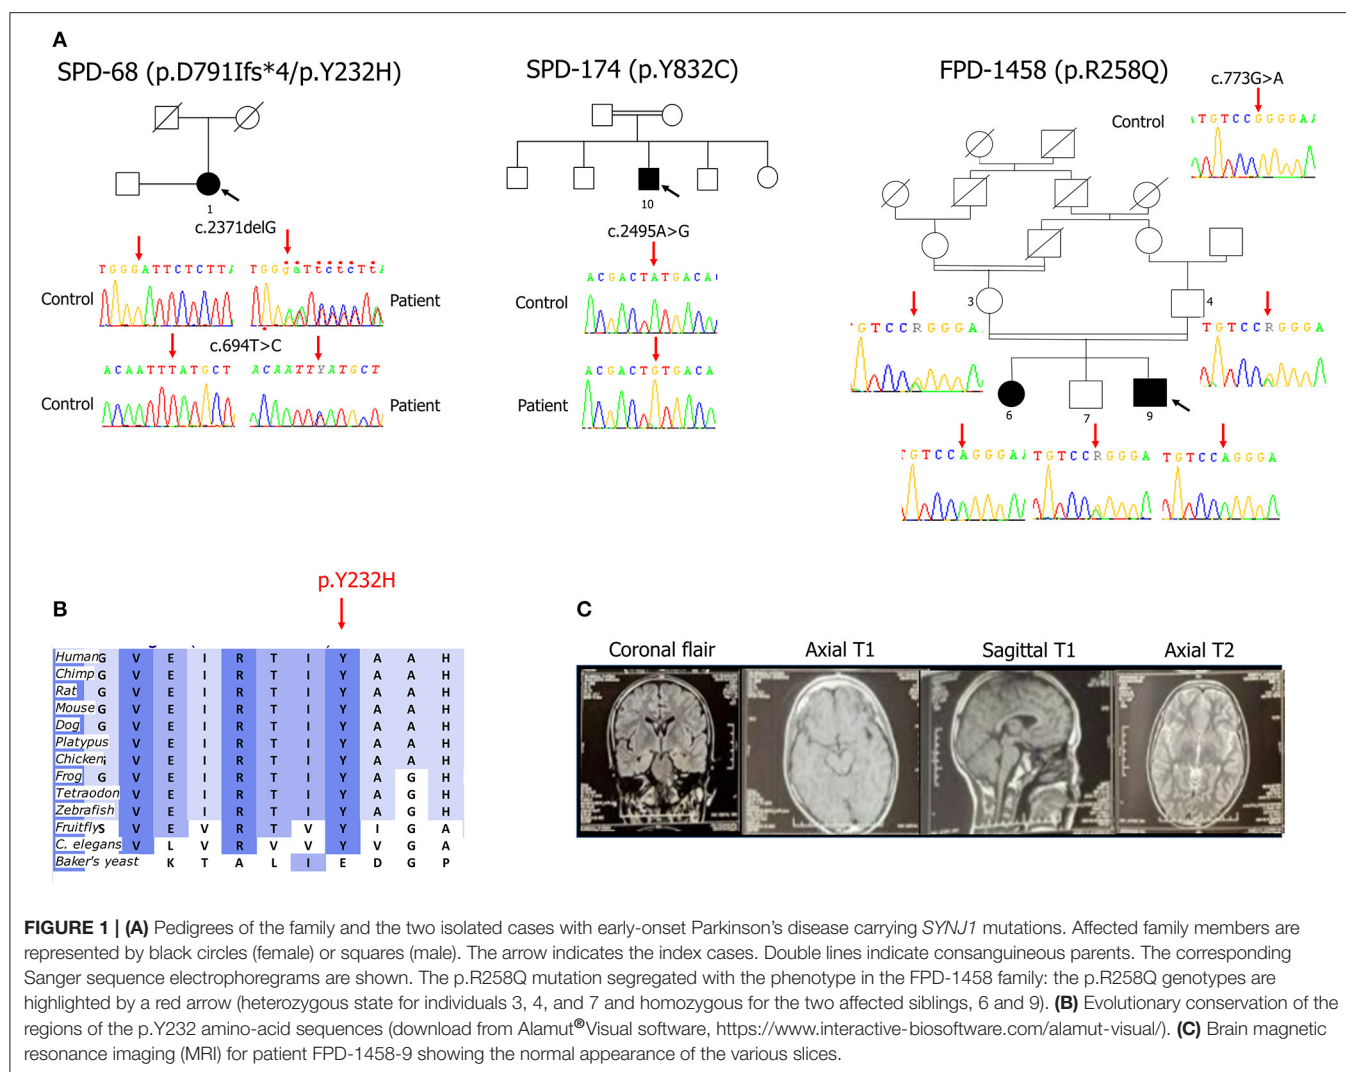 A
SPD-68 (p.D791Ifs*4/p.Y232H)
SPD-174 (p.Y832C)
FPD-1458 (p.R258Q)
c.773G>A
Control
TGTCCGGGGAA
1
c.2371delG
TGGGATTCTCTTA
TGGgatcctctcA
Control
Patient
c.694T>C
ACAATTTATGCT
ACAATTYATGCT
Control
Patient
10
c.2495A>G
ACGACTATGACA
Control
ACGACTGTGACA
Patient
3
4
TGTCCRGGGA
TGTCCRGGGA
6
7
9
TGTCCAGGGAA
TGTCCRGGGA
TGTCCAGGGA
B
p.Y232H
Human G V E I R T I Y A A H
Chimp G V E I R T I Y A A H
Rat G V E I R T I Y A A H
Mouse G V E I R T I Y A A H
Dog G V E I R T I Y A A H
Platypus V E I R T I Y A A H
Chicken V E I R T I Y A A H
Frog G V E I R T I Y A G H
Tetraodon V E I R T I Y A G H
Zebrafish V E I R T I Y A G H
Fruitfly S V E V R T V Y I G A
C. elegans V L V R V V Y V G A
Baker's yeast K T A L I E D G P
C
Coronal flair
Axial T1
Sagittal T1
Axial T2
FIGURE 1 | (A) Pedigrees of the family and the two isolated cases with early-onset Parkinson's disease carrying SYNJ1 mutations. Affected family members are
represented by black circles (female) or squares (male). The arrow indicates the index cases. Double lines indicate consanguineous parents. The corresponding
Sanger sequence electrophoregrams are shown. The p.R258Q mutation segregated with the phenotype in the FPD-1458 family: the p.R258Q genotypes are
highlighted by a red arrow (heterozygous state for individuals 3, 4, and 7 and homozygous for the two affected siblings, 6 and 9). (B) Evolutionary conservation of the
regions of the p.Y232 amino-acid sequences (download from Alamut®Visual software, https://www.interactive-biosoftware.com/alamut-visual/). (C) Brain magnetic
resonance imaging (MRI) for patient FPD-1458-9 showing the normal appearance of the various slices.